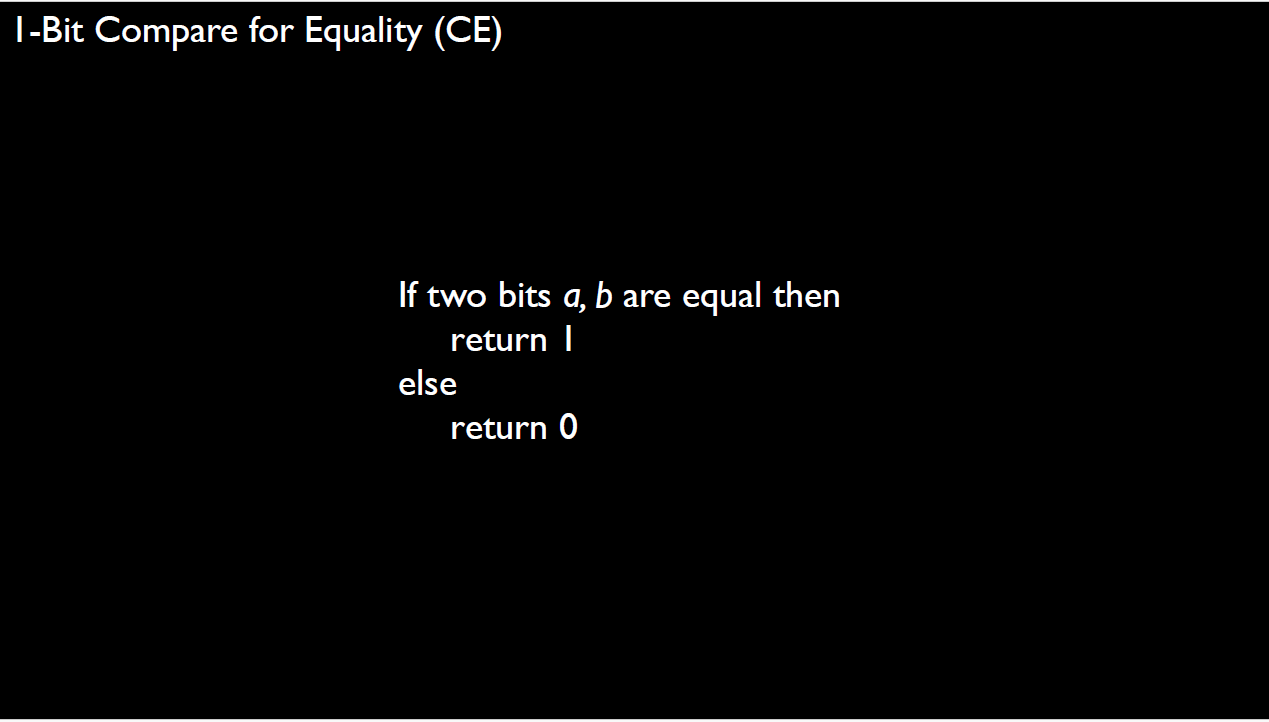 1-Bit Compare for Equality (CE)
If two bits a, b are equal then
return 1
else
return 0